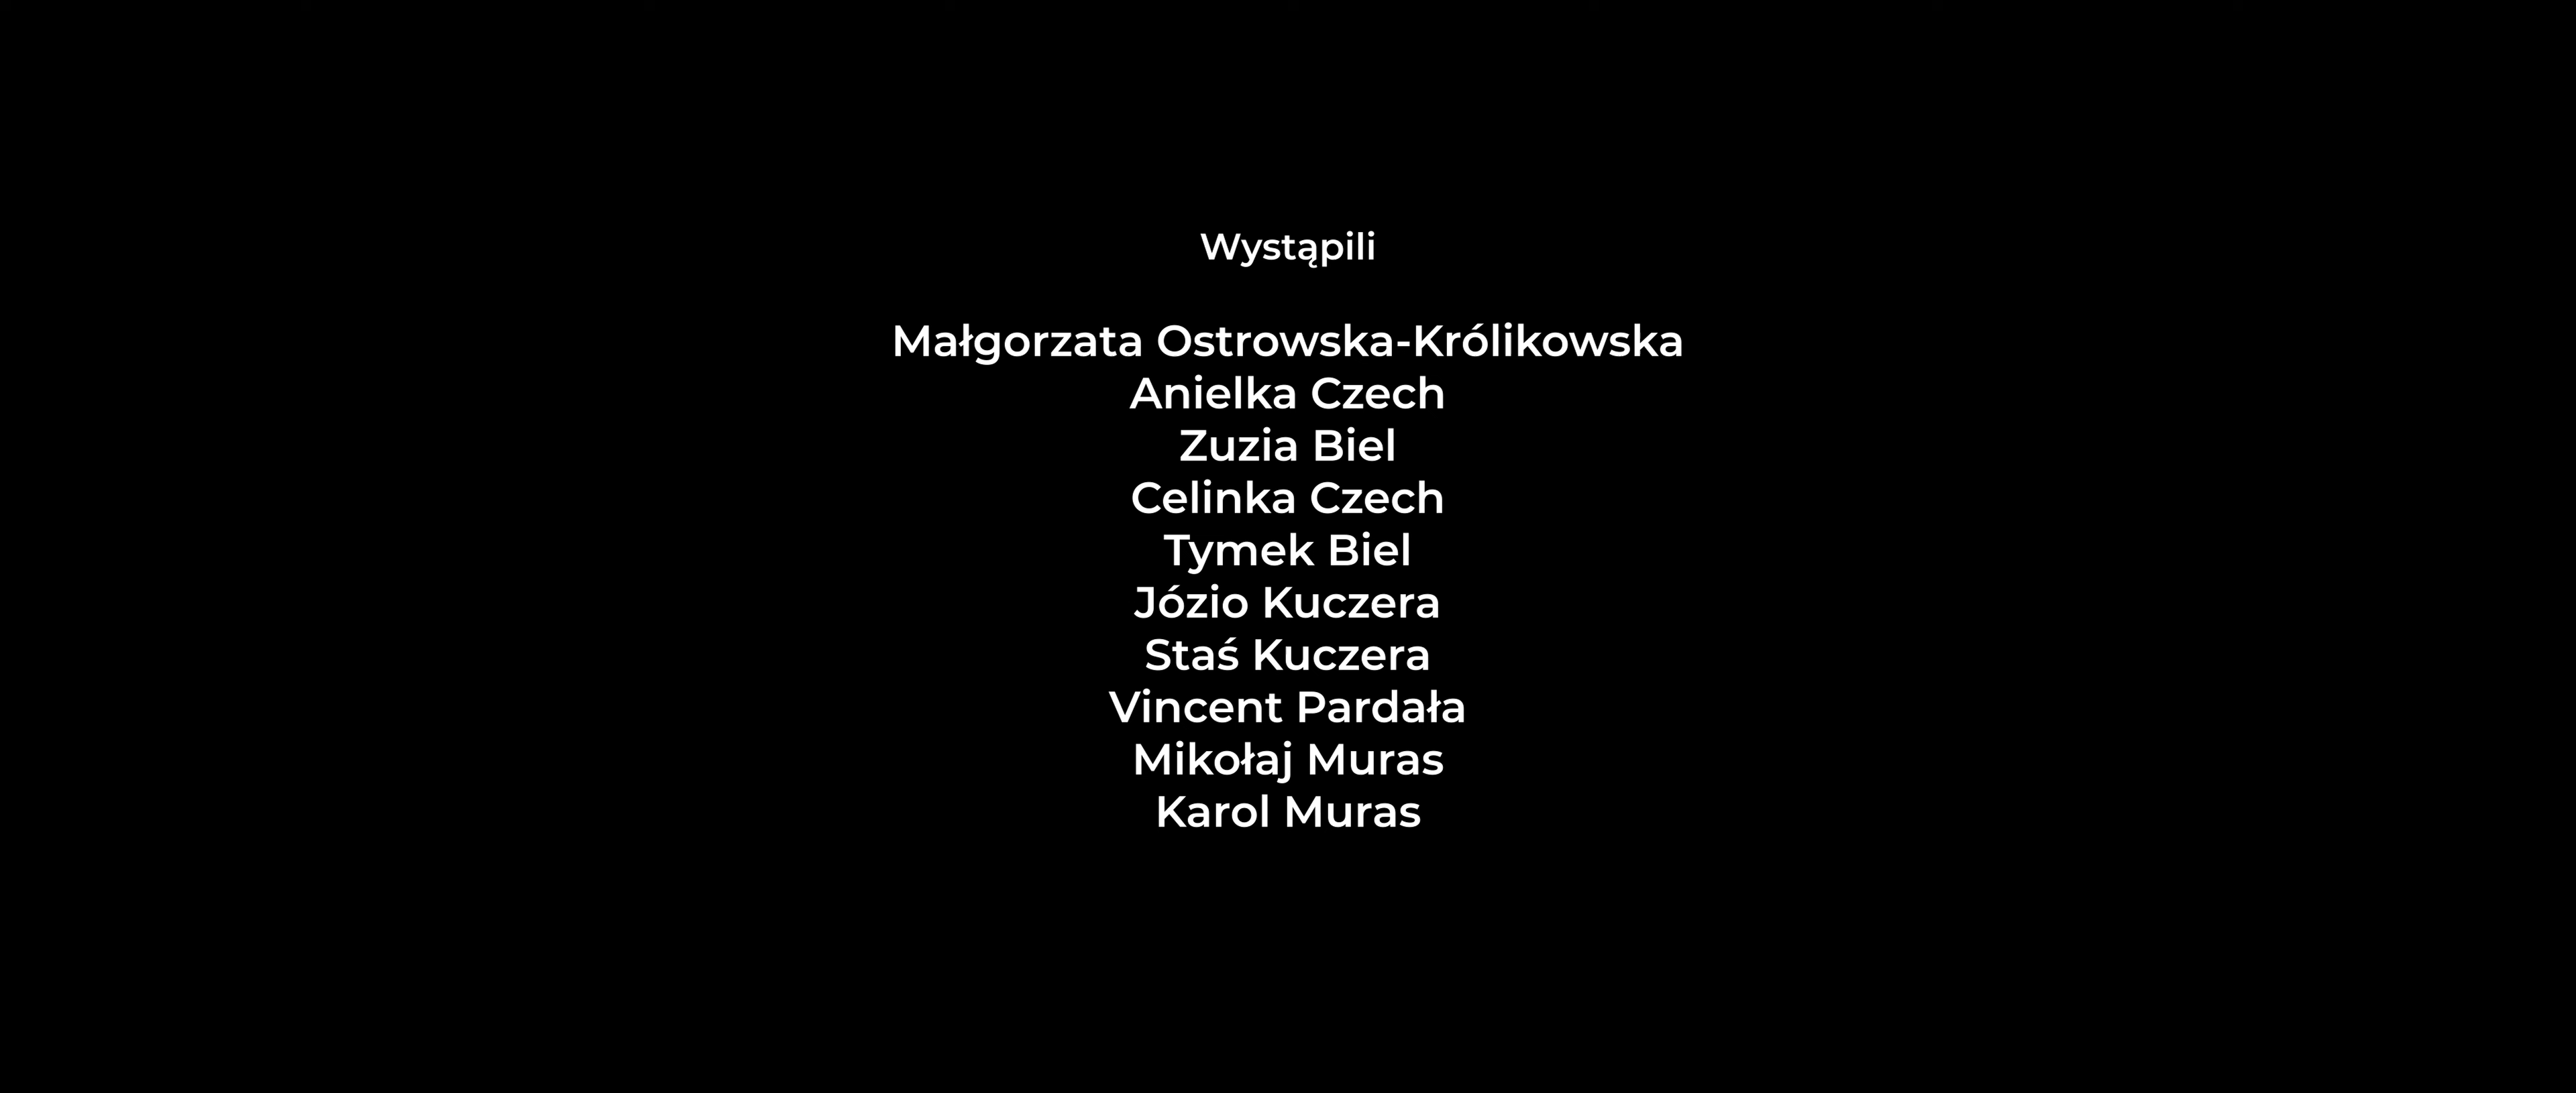 Wystąpili
Małgorzata Ostrowska-Królikowska
Anielka Czech
Zuzia Biel
Celinka Czech
Tymek Biel
Józio Kuczera
Staś Kuczera
Vincent Pardała
Mikołaj Muras
Karol Muras